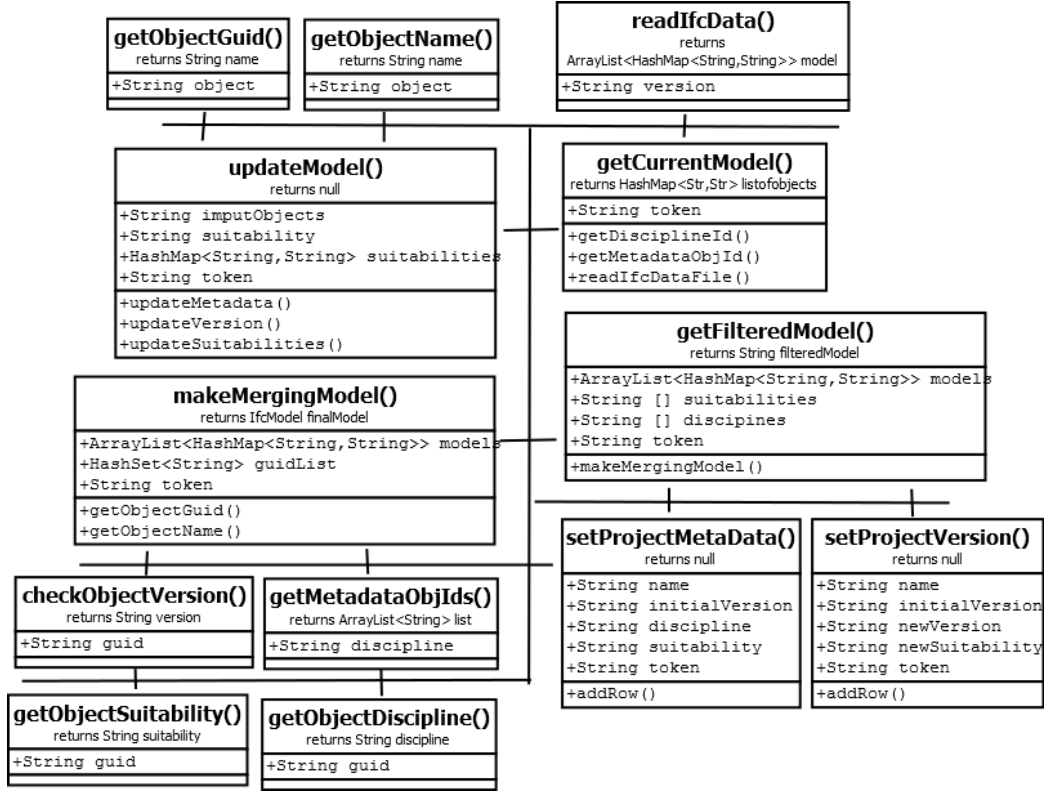 getObjectGuid()
returns String name
+String object
getObjectName()
returns String name
+String object
readIfcData()
returns
ArrayList<HashMap<String,String>> model
+String version
updateModel()
returns null
+String imputObjects
+String suitability
+HashMap<String,String> suitabilities
+String token
+updateMetadata()
+updateVersion()
+updateSuitabilities()
getCurrentModel()
returns HashMap<Str,Str> listofobjects
+String token
+getDisciplineId()
+getMetadataObjId()
+readIfcDataFile()
getFilteredModel()
returns String filteredModel
+ArrayList<HashMap<String,String>> models
+String [] suitabilities
+String [] discipines
+String token
+makeMergingModel()
makeMergingModel()
returns IfcModel finalModel
+ArrayList<HashMap<String,String>> models
+HashSet<String> guidList
+String token
+getObjectGuid()
+getObjectName()
setProjectMetaData()
returns null
+String name
+String initialVersion
+String discipline
+String suitability
+String token
+addRow()
setProjectVersion()
returns null
+String name
+String initialVersion
+String newVersion
+String newSuitability
+String token
+addRow()
checkObjectVersion()
returns String version
+String guid
getMetadataObjIds()
returns ArrayList<String> list
+String discipline
getObjectSuitability()
returns String suitability
+String guid
getObjectDiscipline()
returns String discipline
+String guid